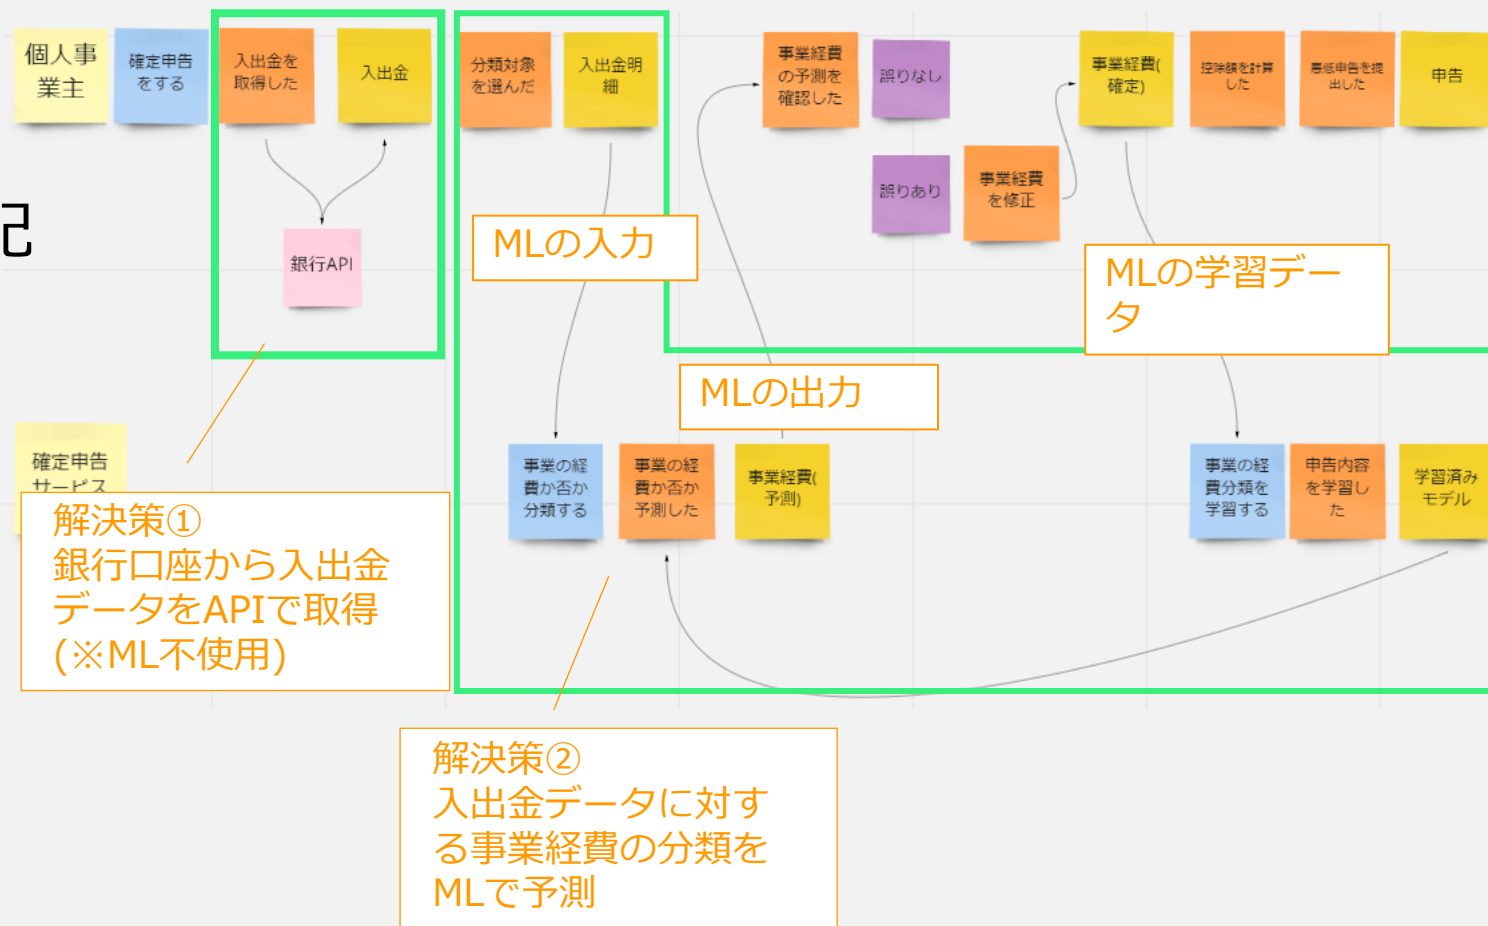 個人事
業主
確定申告
をする
入出金を
取得した
入出金
分類対象
を選んだ
入出金明
細
事業経費
の予測を
確認した
誤りなし
事業経費(
確定)
控除額を計算
した
悪低申告を提
出した
申告
誤りあり
事業経費
を修正
記
銀行API
MLの入力
MLの学習デー
タ
MLの出力
確定申告
サービス
事業の経
費か否か
分類する
事業の経
費か否か
予測した
事業経費(
予測)
事業の経
費分類を
学習する
申告内容
を学習し
た
学習済み
モデル
解決策①
銀行口座から入出金
データをAPIで取得
(※ML不使用)
解決策②
入出金データに対す
る事業経費の分類を
MLで予測